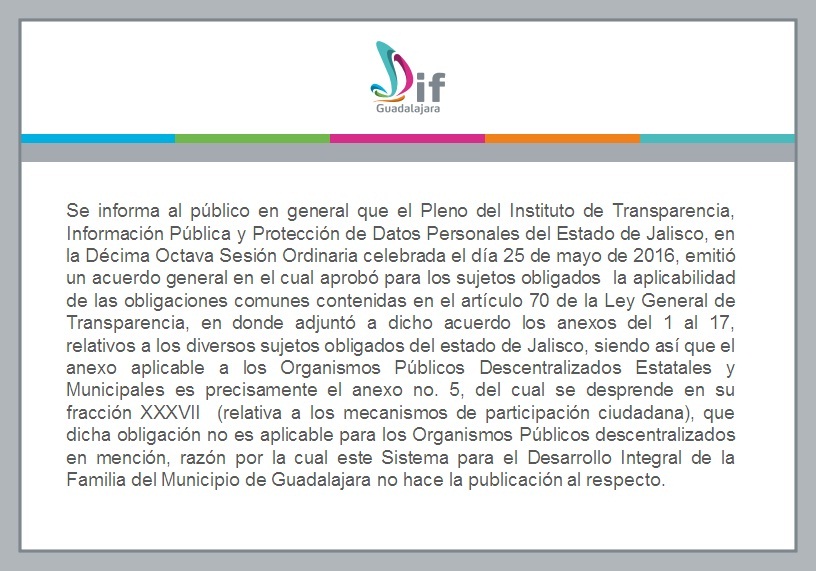 Dif
Guadalajara
Se informa al público en general que el Pleno del Instituto de Transparencia,
Información Pública y Protección de Datos Personales del Estado de Jalisco, en
la Décima Octava Sesión Ordinaria celebrada el día 25 de mayo de 2016, emitió
un acuerdo general en el cual aprobó para los sujetos obligados la aplicabilidad
de las obligaciones comunes contenidas en el artículo 70 de la Ley General de
Transparencia, en donde adjuntó a dicho acuerdo los anexos del 1 al 17,
relativos a los diversos sujetos obligados del estado de Jalisco, siendo así que el
anexo aplicable a los Organismos Públicos Descentralizados Estatales y
Municipales es precisamente el anexo no. 5, del cual se desprende en su
fracción XXXVII (relativa a los mecanismos de participación ciudadana), que
dicha obligación no es aplicable para los Organismos Públicos descentralizados
en mención, razón por la cual este Sistema para el Desarrollo Integral de la
Familia del Municipio de Guadalajara no hace la publicación al respecto.